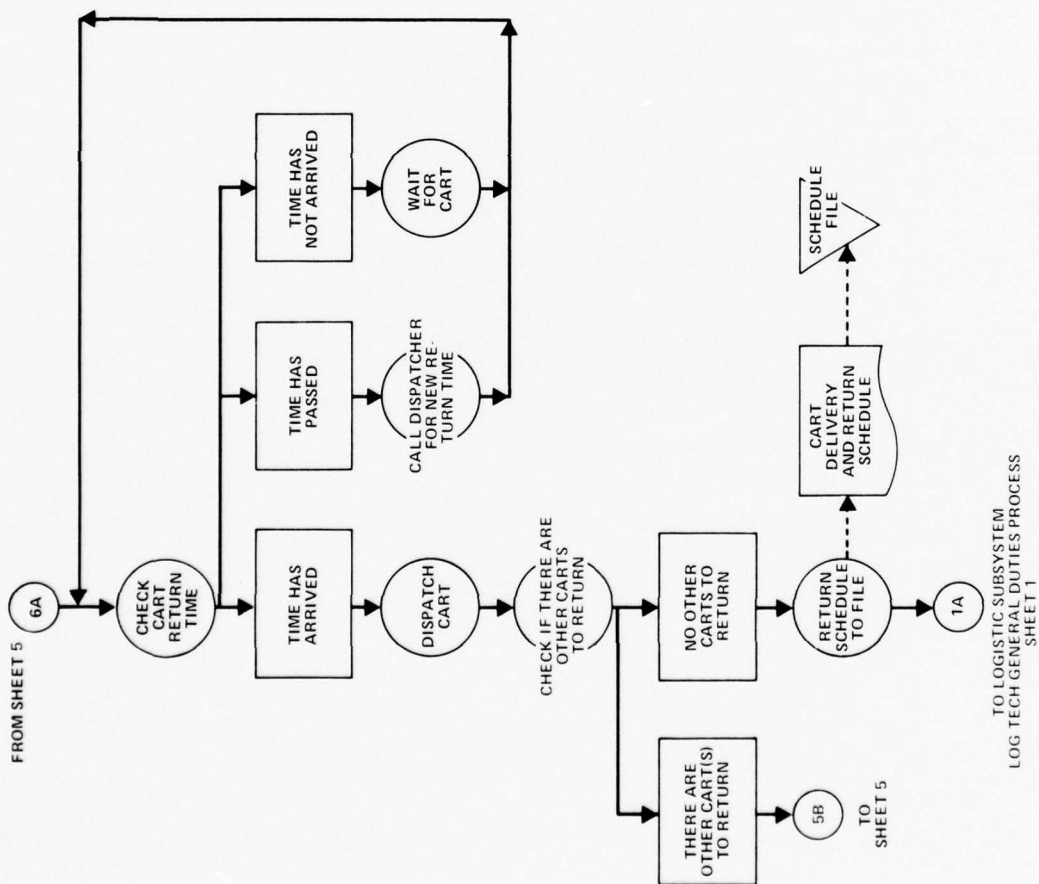 FROM SHEET 5
6A
CHECK
CART
RETURN
TIME
TIME HAS
ARRIVED
TIME HAS
PASSED
TIME HAS
NOT ARRIVED
DISPATCH
CART
CALL DISPATCHER
FOR NEW RE-
TURN TIME
WAIT
FOR
CART
CHECK IF THERE ARE
OTHER CARTS
TO RETURN
THERE ARE
OTHER CART(S)
TO RETURN
NO OTHER
CARTS TO
RETURN
CART
DELIVERY
AND RETURN
SCHEDULE
SCHEDULE
FILE
5B
TO
SHEET 5
RETURN
SCHEDULE
TO FILE
1A
TO LOGISTIC SUBSYSTEM
LOG TECH GENERAL DUTIES PROCESS
SHEET 1